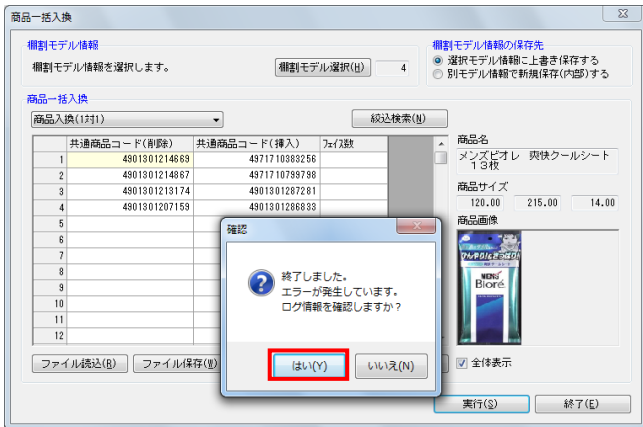 商品一括入換
棚割モデル情報
棚割モデル情報を選択します。
棚割モデル選択(H)
4
棚割モデル情報の保存先
選択モデル情報に上書き保存する
別モデル情報で新規保存(内部)する
商品一括入換
商品入換(1対1)
絞込検索(N)
共通商品コード(削除) 共通商品コード(挿入) フェイス数
1 4901301214669 4971710383256
2 4901301214867 4971710799798
3 4901301213174 4901301287281
4 4901301207159 4901301286833
5
6
7
8
9
10
11
12
商品名
メンズビオレ 爽快クールシート
13枚
商品サイズ
120.00 215.00 14.00
商品画像
ひんやり&さっぱり
MEN'S
Bioré
確認
終了しました。
エラーが発生しています。
ログ情報を確認しますか?
はい(Y)
いいえ(N)
ファイル読込(R)
ファイル保存(W)
全体表示
実行(S)
終了(E)